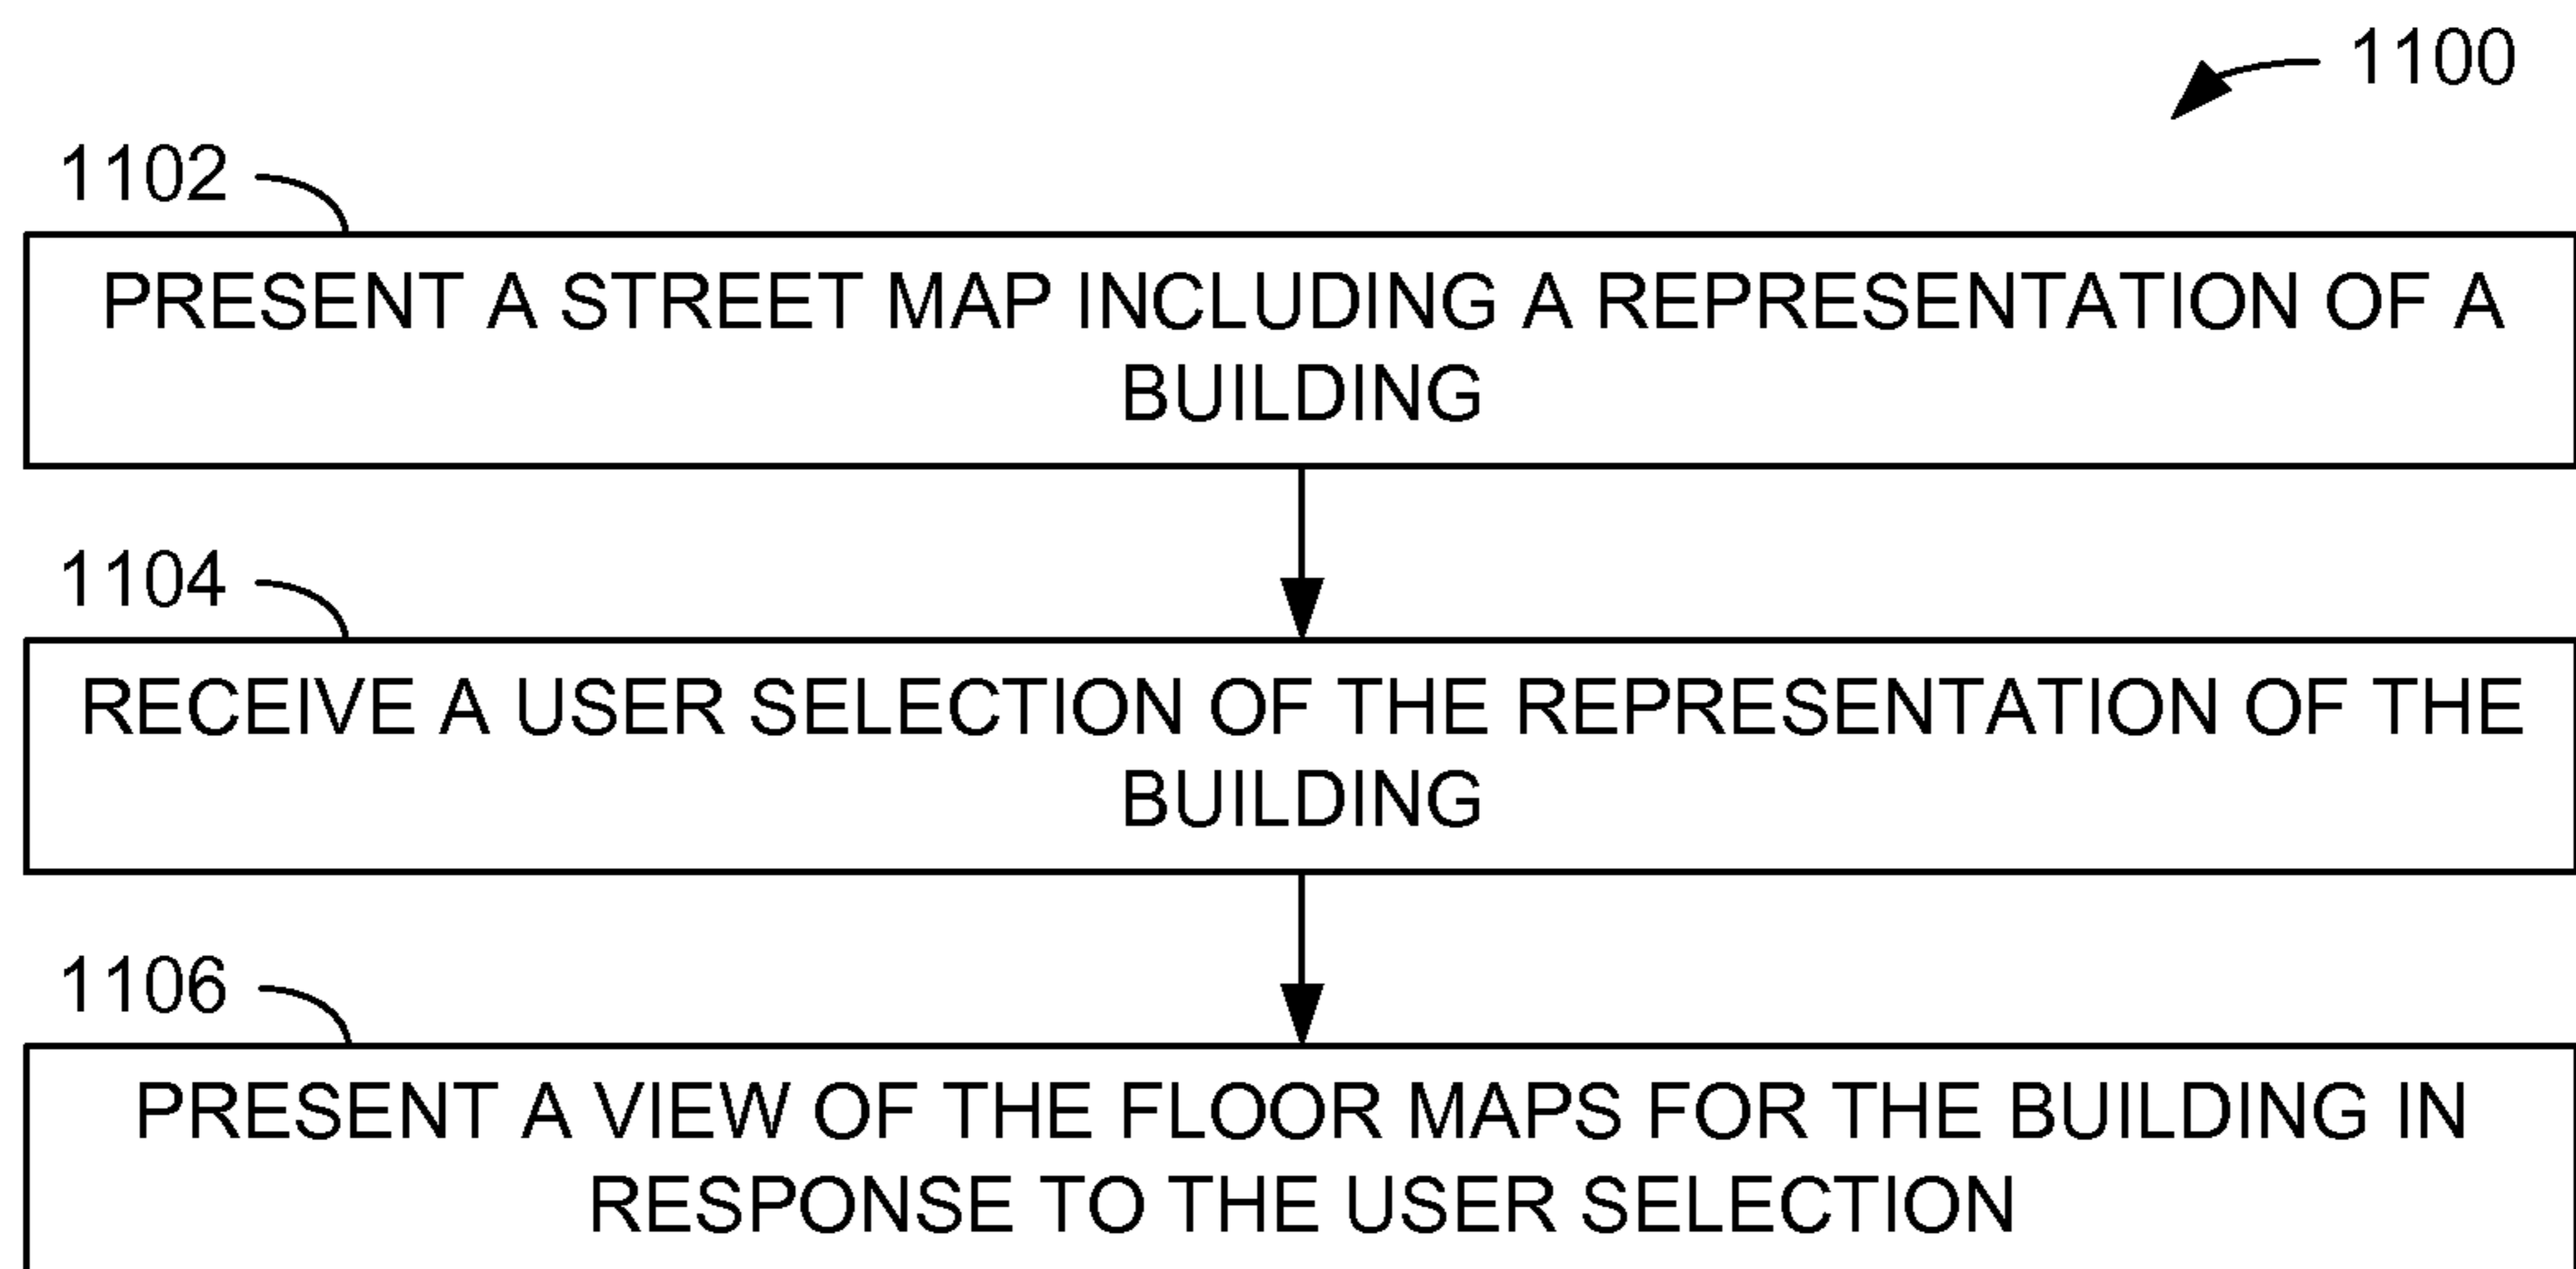 1100
1102
PRESENT A STREET MAP INCLUDING A REPRESENTATION OF A
BUILDING
1104
RECEIVE A USER SELECTION OF THE REPRESENTATION OF THE
BUILDING
1106
PRESENT A VIEW OF THE FLOOR MAPS FOR THE BUILDING IN
RESPONSE TO THE USER SELECTION